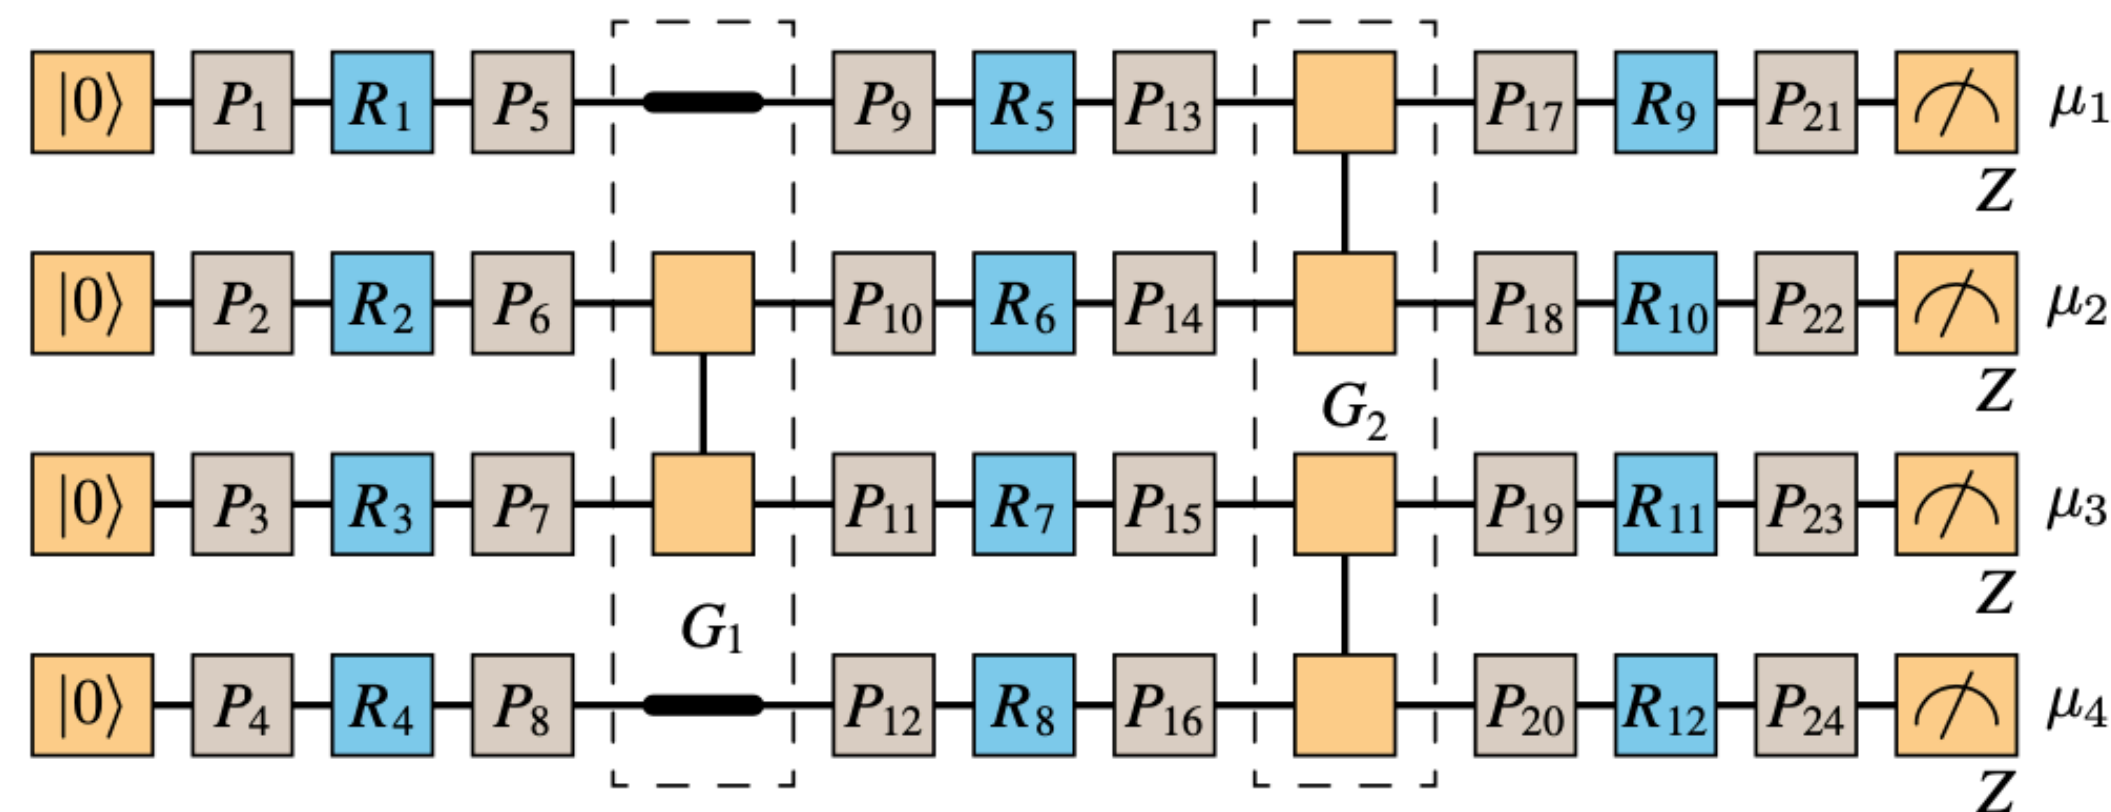 |0⟩ P₁ R₁ P₅ P₉ R₅ P₁₃ P₁₇ R₉ P₂₁ μ₁
Z
|0⟩ P₂ R₂ P₆ P₁₀ R₆ P₁₄ P₁₈ R₁₀ P₂₂ μ₂
G₂ Z
|0⟩ P₃ R₃ P₇ P₁₁ R₇ P₁₅ P₁₉ R₁₁ P₂₃ μ₃
G₁ Z
|0⟩ P₄ R₄ P₈ P₁₂ R₈ P₁₆ P₂₀ R₁₂ P₂₄ μ₄
Z